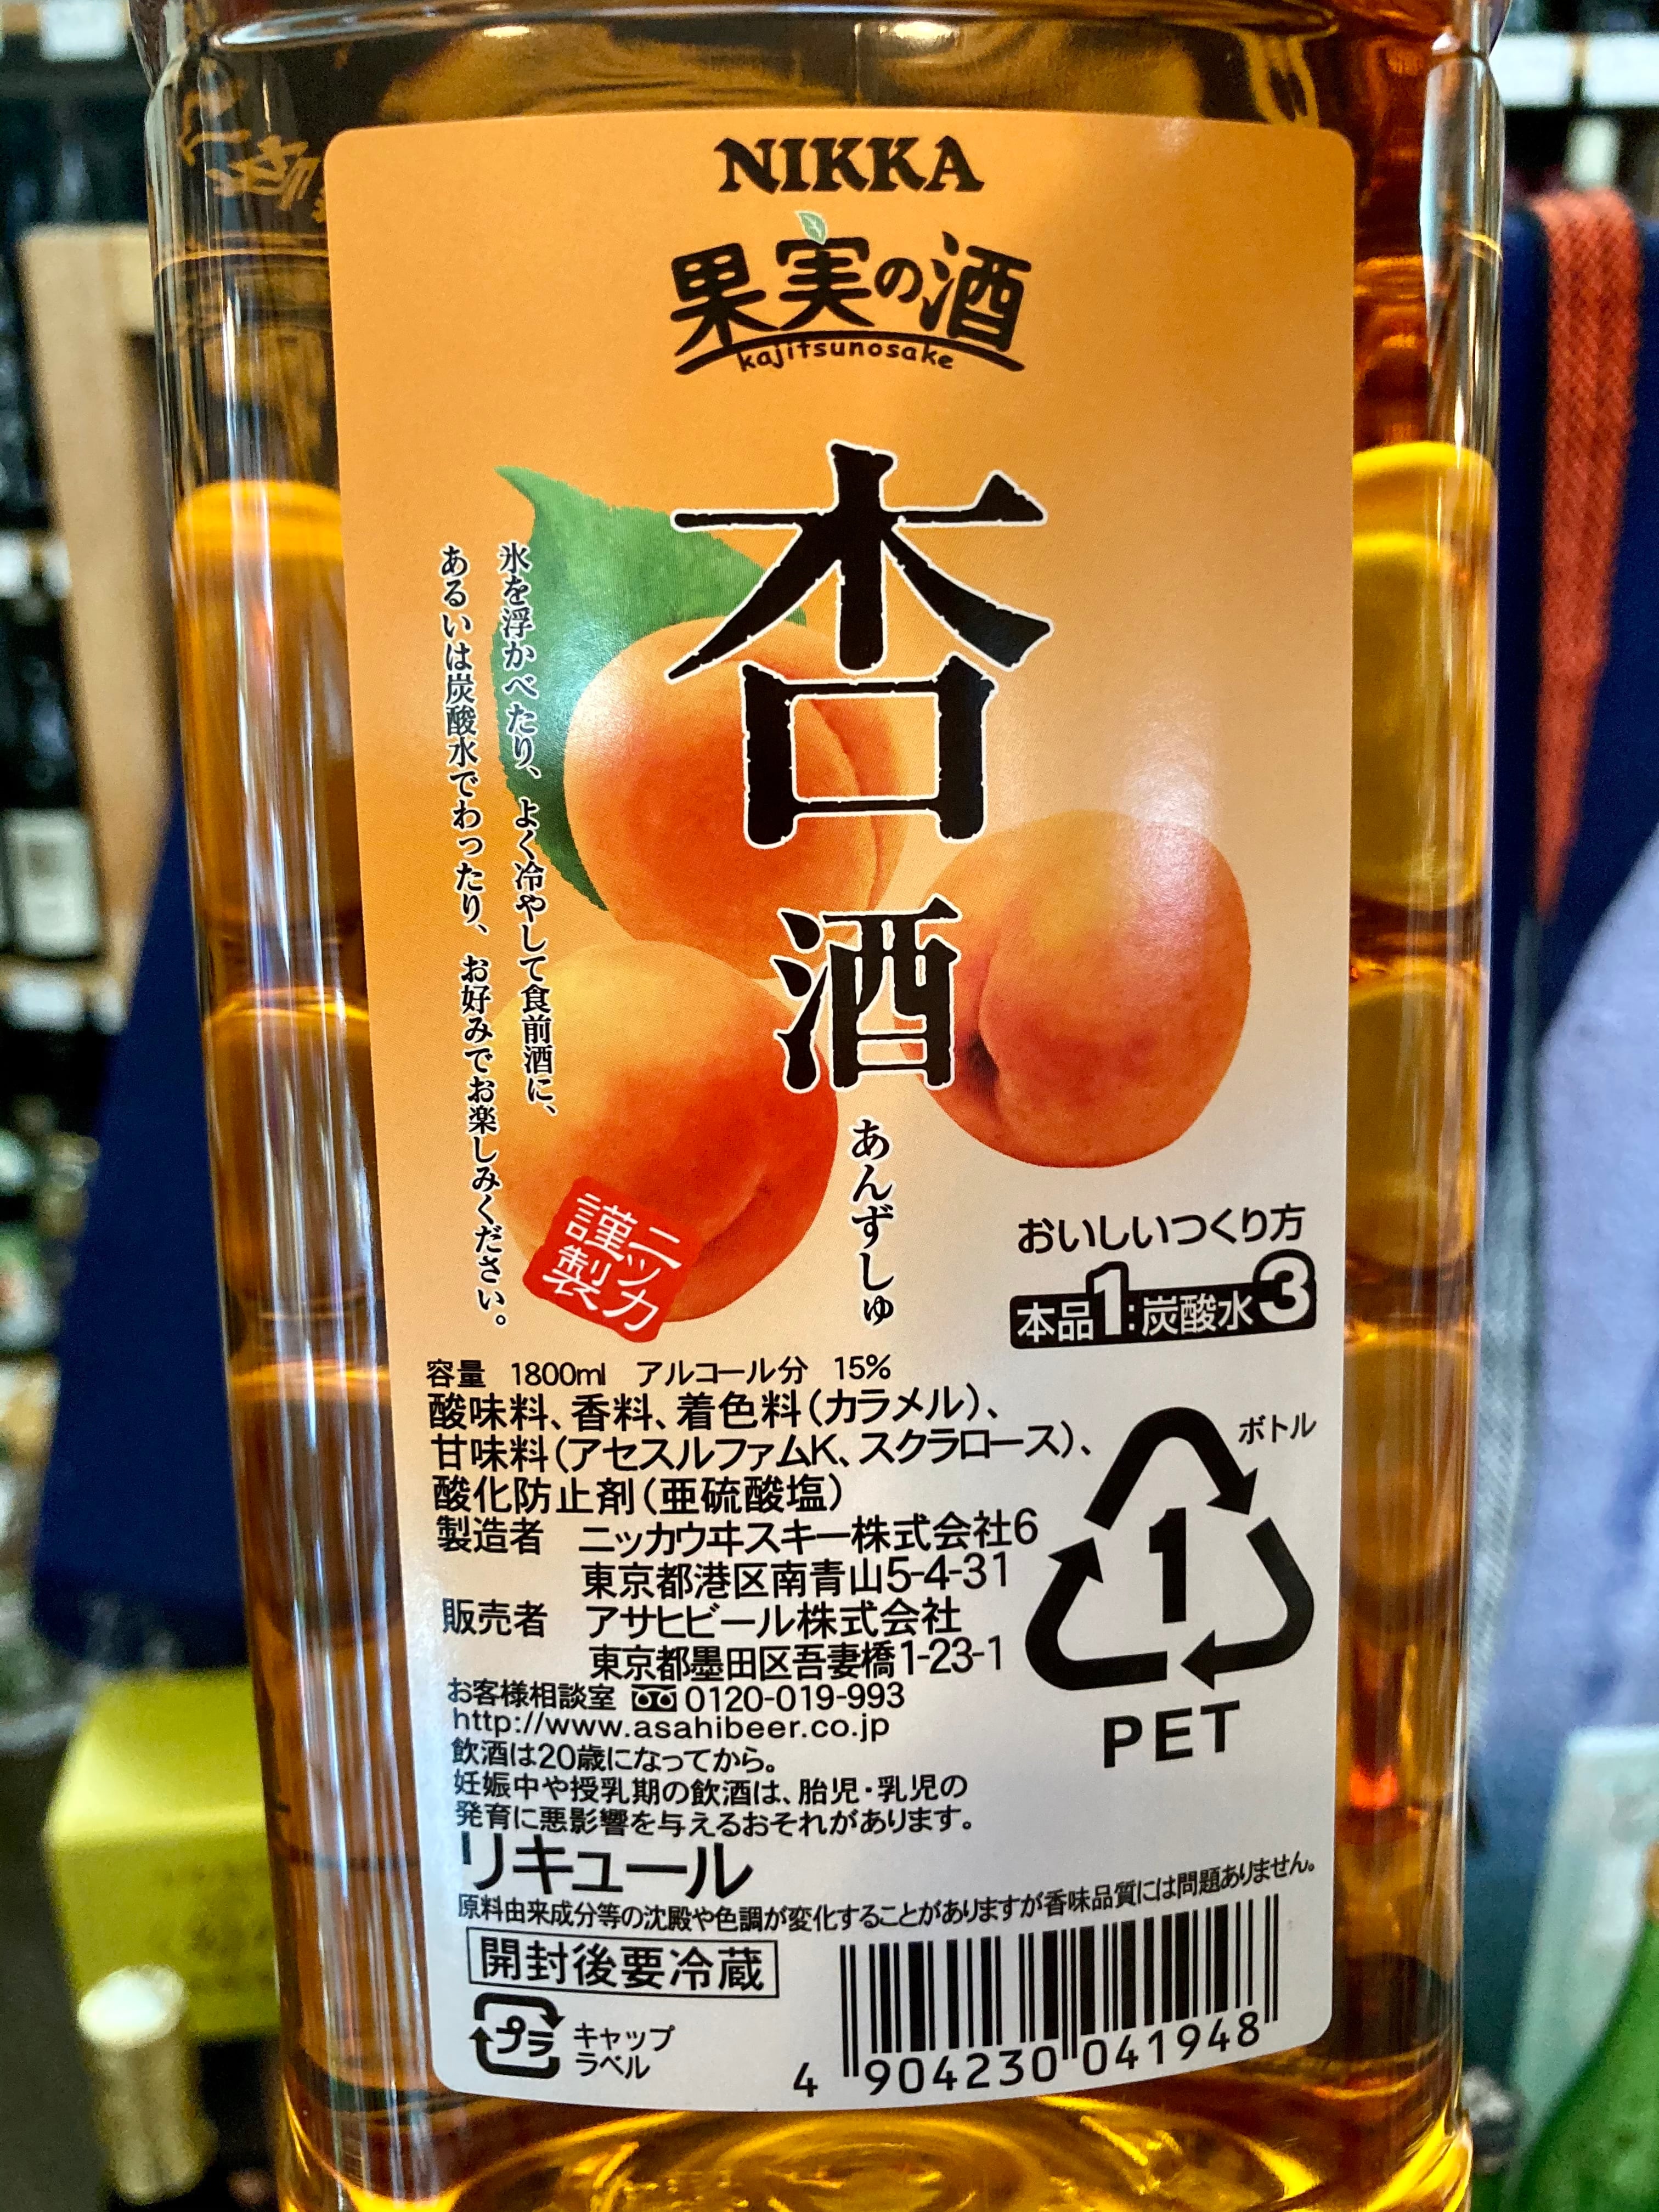 NIKKA
果実の酒
kajitsunosake
杏酒
あんずしゅ
氷を浮かべたり、よく冷やして食前酒に、
あるいは炭酸水でわったり、お好みでお楽しみください。
ニッカ
謹製
おいしいつくり方
本品1:炭酸水3
容量 1800ml アルコール分 15%
酸味料、香料、着色料(カラメル)、
甘味料(アセスルファムK、スクラロース)、
酸化防止剤(亜硫酸塩)
製造者 ニッカウヰスキー株式会社6
東京都港区南青山5-4-31
販売者 アサヒビール株式会社
東京都墨田区吾妻橋1-23-1
お客様相談室 0120-019-993
http://www.asahibeer.co.jp
飲酒は20歳になってから。
妊娠中や授乳期の飲酒は、胎児・乳児の
発育に悪影響を与えるおそれがあります。
リキュール
原料由来成分等の沈殿や色調が変化することがありますが香味品質には問題ありません。
開封後要冷蔵
プラ
キャップ
ラベル
ボトル
1
PET
4 904230 041948